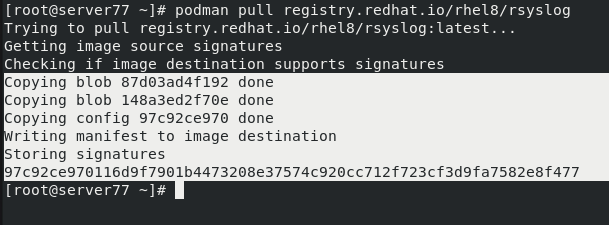 [root@server77 ~]# podman pull registry.redhat.io/rhel8/rsyslog
Trying to pull registry.redhat.io/rhel8/rsyslog:latest...
Getting image source signatures
Checking if image destination supports signatures
Copying blob 87d03ad4f192 done
Copying blob 148a3ed2f70e done
Copying config 97c92ce970 done
Writing manifest to image destination
Storing signatures
97c92ce970116d9f7901b4473208e37574c920cc712f723cf3d9fa7582e8f477
[root@server77 ~]#